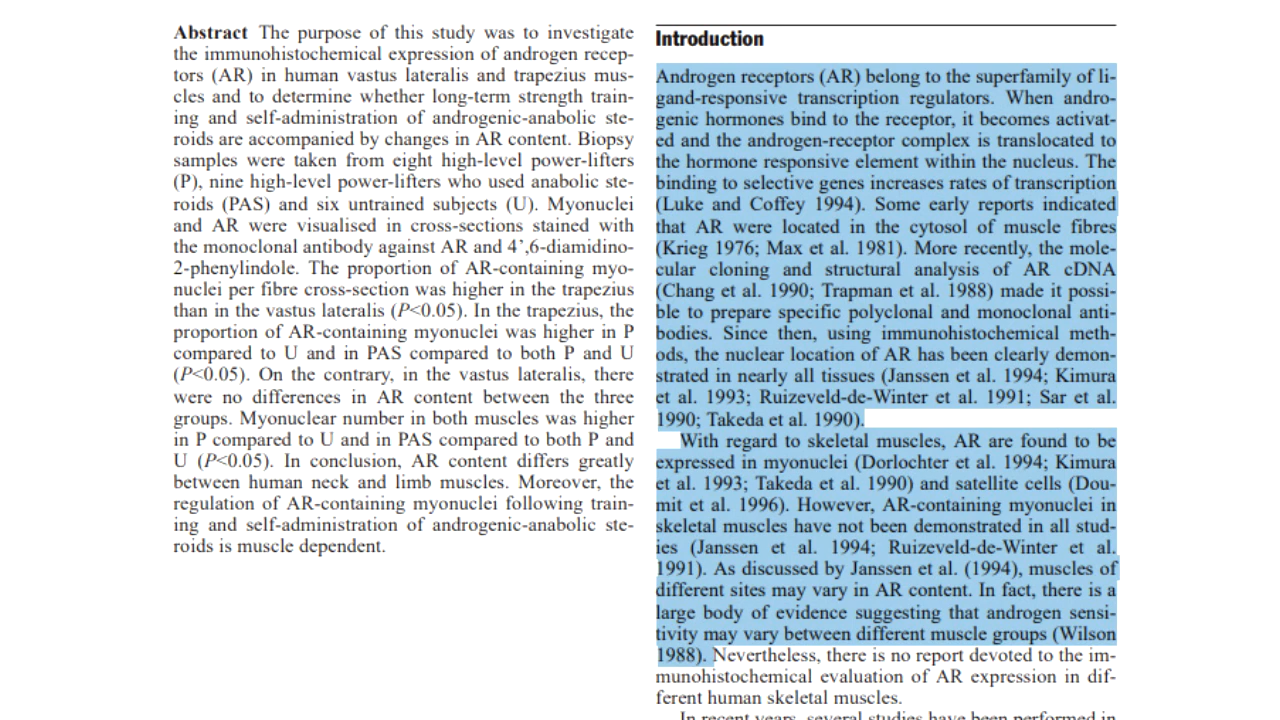 Abstract The purpose of this study was to investigate
the immunohistochemical expression of androgen recep-
tors (AR) in human vastus lateralis and trapezius mus-
cles and to determine whether long-term strength train-
ing and self-administration of androgenic-anabolic ste-
roids are accompanied by changes in AR content. Biopsy
samples were taken from eight high-level power-lifters
(P), nine high-level power-lifters who used anabolic ste-
roids (PAS) and six untrained subjects (U). Myonuclei
and AR were visualised in cross-sections stained with
the monoclonal antibody against AR and 4’,6-diamidino-
2-phenylindole. The proportion of AR-containing myo-
nuclei per fibre cross-section was higher in the trapezius
than in the vastus lateralis (P<0.05). In the trapezius, the
proportion of AR-containing myonuclei was higher in P
compared to U and in PAS compared to both P and U
(P<0.05). On the contrary, in the vastus lateralis, there
were no differences in AR content between the three
groups. Myonuclear number in both muscles was higher
in P compared to U and in PAS compared to both P and
U (P<0.05). In conclusion, AR content differs greatly
between human neck and limb muscles. Moreover, the
regulation of AR-containing myonuclei following train-
ing and self-administration of androgenic-anabolic ste-
roids is muscle dependent.
Introduction
Androgen receptors (AR) belong to the superfamily of li-
gand-responsive transcription regulators. When andro-
genic hormones bind to the receptor, it becomes activat-
ed and the androgen-receptor complex is translocated to
the hormone responsive element within the nucleus. The
binding to selective genes increases rates of transcription
(Luke and Coffey 1994). Some early reports indicated
that AR were located in the cytosol of muscle fibres
(Krieg 1976; Max et al. 1981). More recently, the mole-
cular cloning and structural analysis of AR cDNA
(Chang et al. 1990; Trapman et al. 1988) made it possi-
ble to prepare specific polyclonal and monoclonal anti-
bodies. Since then, using immunohistochemical meth-
ods, the nuclear location of AR has been clearly demon-
strated in nearly all tissues (Janssen et al. 1994; Kimura
et al. 1993; Ruizeveld-de-Winter et al. 1991; Sar et al.
1990; Takeda et al. 1990).
With regard to skeletal muscles, AR are found to be
expressed in myonuclei (Dorlochter et al. 1994; Kimura
et al. 1993; Takeda et al. 1990) and satellite cells (Dou-
mit et al. 1996). However, AR-containing myonuclei in
skeletal muscles have not been demonstrated in all stud-
ies (Janssen et al. 1994; Ruizeveld-de-Winter et al.
1991). As discussed by Janssen et al. (1994), muscles of
different sites may vary in AR content. In fact, there is a
large body of evidence suggesting that androgen sensi-
tivity may vary between different muscle groups (Wilson
1988). Nevertheless, there is no report devoted to the im-
munohistochemical evaluation of AR expression in dif-
ferent human skeletal muscles.
In recent years, several studies have been performed in